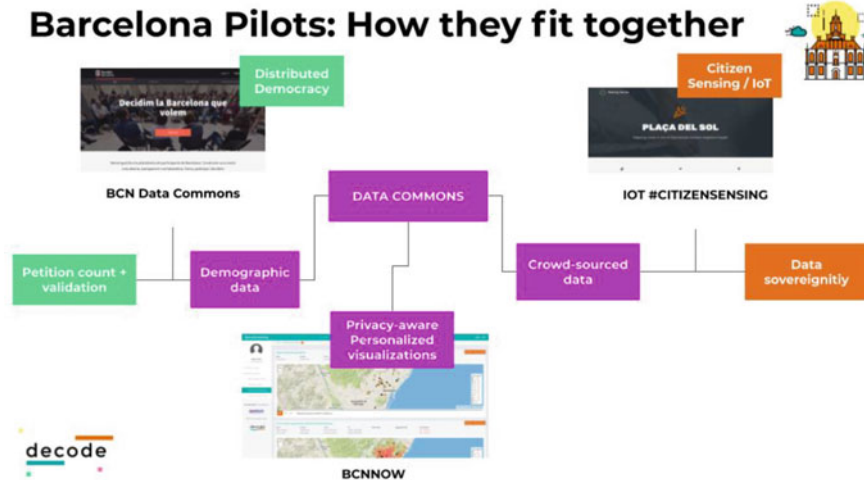 Barcelona Pilots: How they fit together
Distributed
Democracy
Citizen
Sensing / IoT
Decidim la Barcelona que
volem
PLAÇA DEL SOL
BCN Data Commons
DATA COMMONS
IOT #CITIZENSENSING
Petition count +
validation
Demographic
data
Crowd-sourced
data
Data
sovereignitiy
Privacy-aware
Personalized
visualizations
decode
BCNNOW